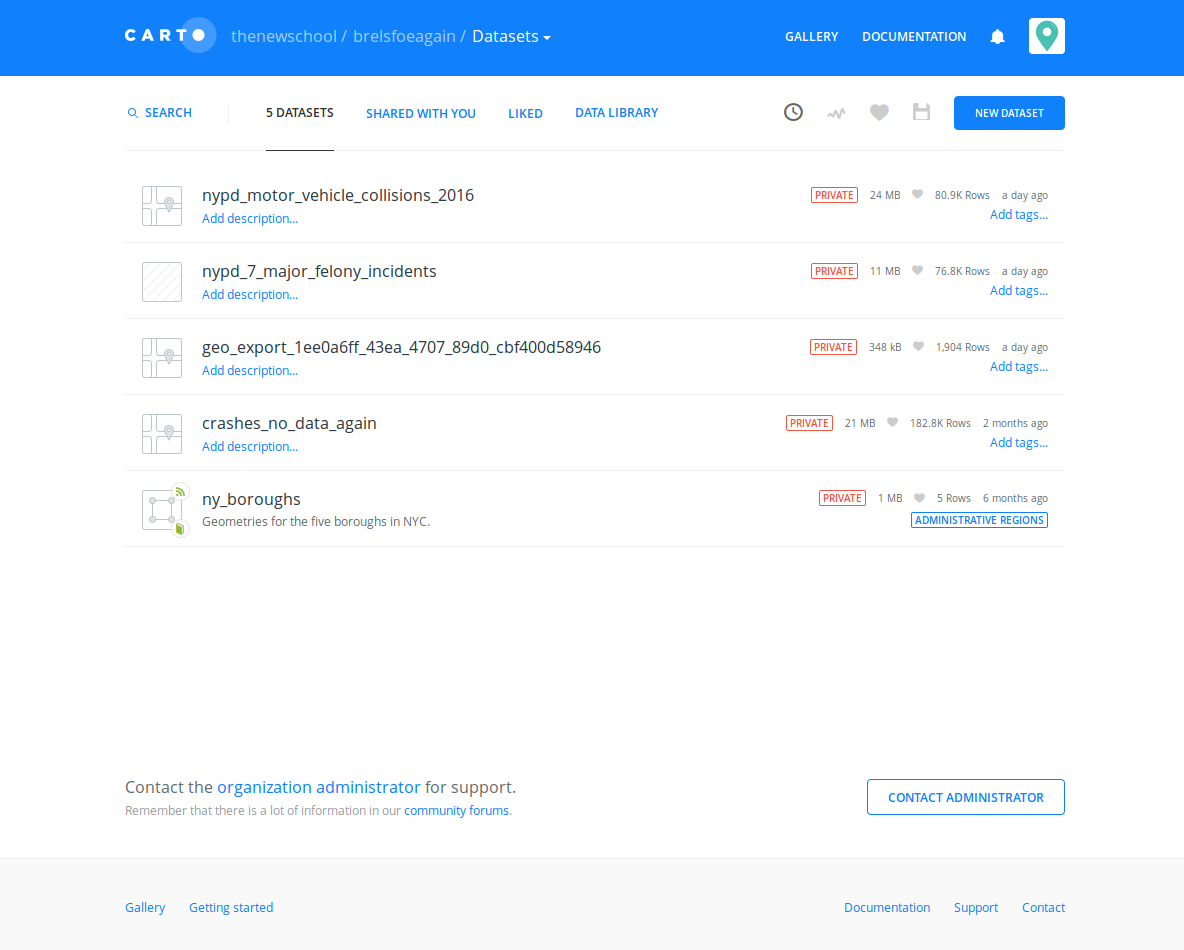 CARTO thenewschool / brelsfoeagain / Datasets GALLERY DOCUMENTATION
SEARCH 5 DATASETS SHARED WITH YOU LIKED DATA LIBRARY NEW DATASET
nypd_motor_vehicle_collisions_2016 PRIVATE 24 MB 80.9K Rows a day ago
Add description... Add tags...
nypd_7_major_felony_incidents PRIVATE 11 MB 76.8K Rows a day ago
Add description... Add tags...
geo_export_1ee0a6ff_43ea_4707_89d0_cbf400d58946 PRIVATE 348 kB 1,904 Rows a day ago
Add description... Add tags...
crashes_no_data_again PRIVATE 21 MB 182.8K Rows 2 months ago
Add description... Add tags...
ny_boroughs PRIVATE 1 MB 5 Rows 6 months ago
Geometries for the five boroughs in NYC. ADMINISTRATIVE REGIONS
Contact the organization administrator for support.
Remember that there is a lot of information in our community forums.
CONTACT ADMINISTRATOR
Gallery Getting started Documentation Support Contact